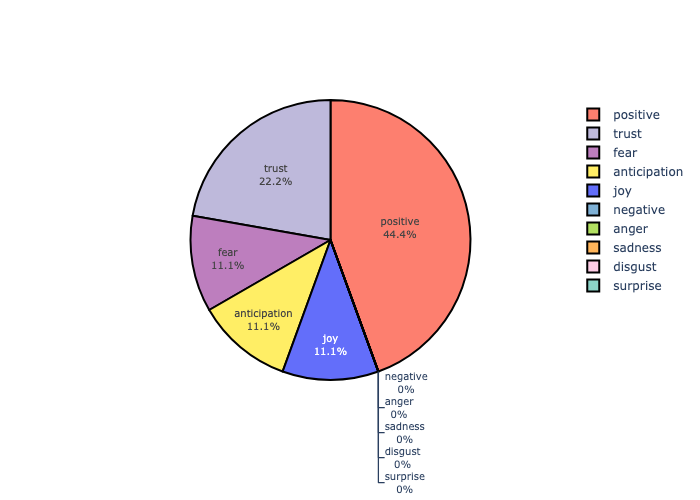 trust
22.2%
positive
44.4%
fear
11.1%
anticipation
11.1%
joy
11.1%
negative
0%
anger
0%
sadness
0%
disgust
0%
surprise
0%
positive
trust
fear
anticipation
joy
negative
anger
sadness
disgust
surprise